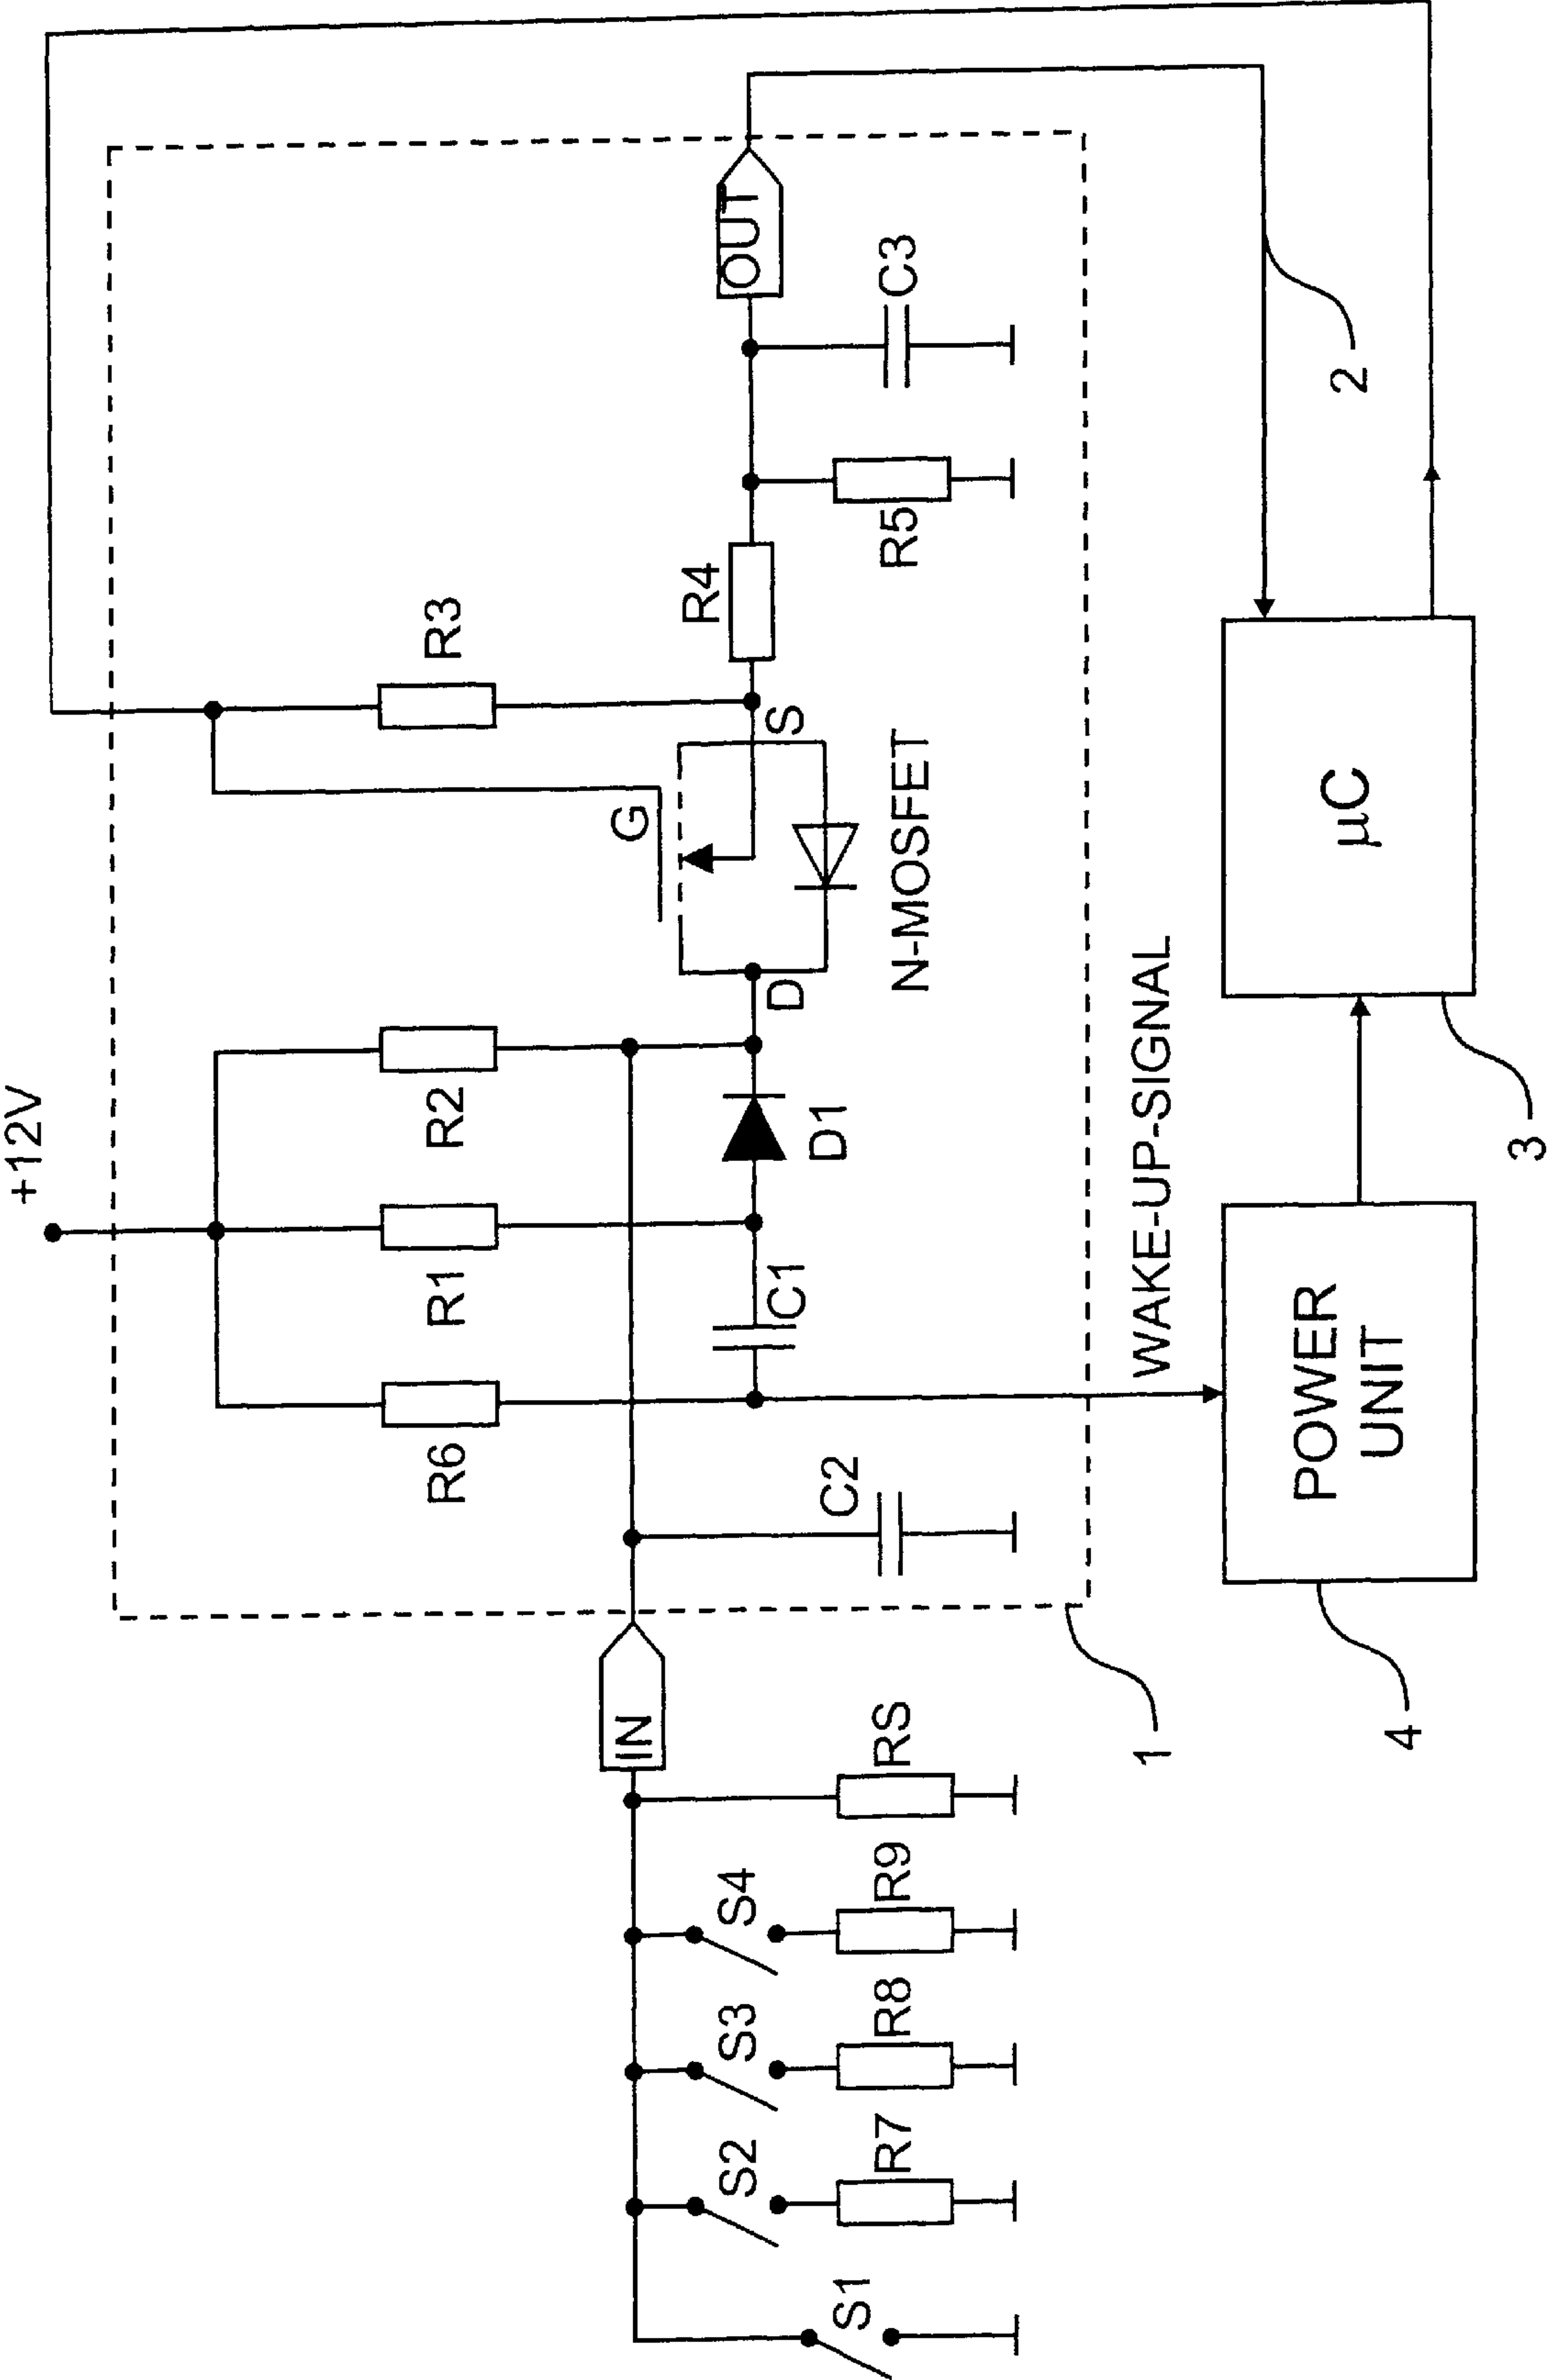 +12V
R3
R2
R1
R6
G
R4
OUT
S
D
C1
D1
C2
R5
C3
N-MOSFET
IN
S1
S2
S3
S4
R7
R8
R9
RS
WAKE-UP-SIGNAL
1
2
POWER
UNIT
µC
4
3